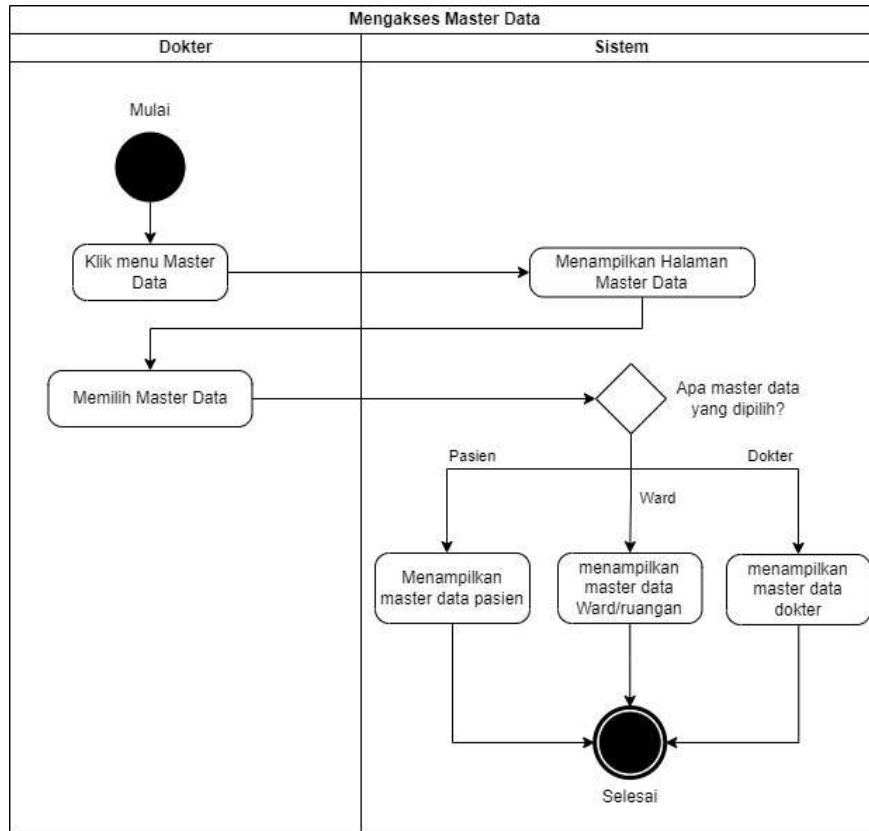 Mengakses Master Data
Dokter
Sistem
Mulai
Klik menu Master
Data
Menampilkan Halaman
Master Data
Memilih Master Data
Apa master data
yang dipilih?
Pasien
Dokter
Ward
Menampilkan
master data pasien
menampilkan
master data
Ward/ruangan
menampilkan
master data
dokter
Selesai